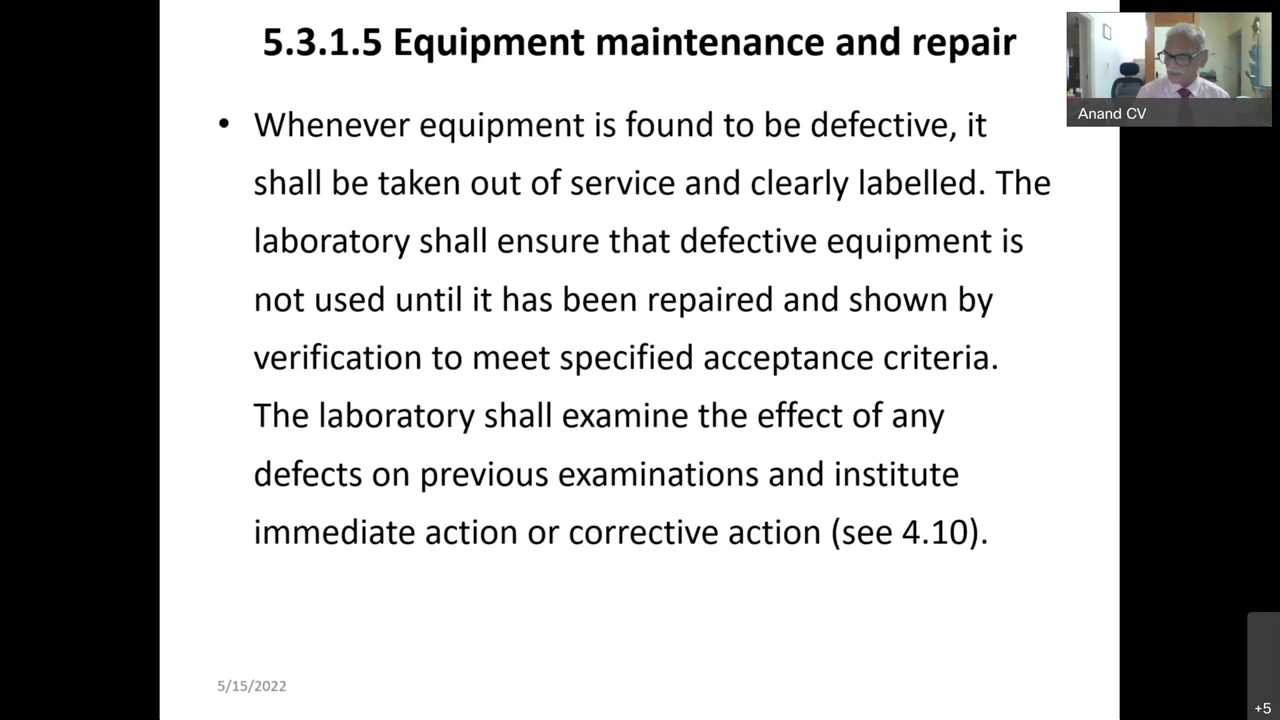 5.3.1.5 Equipment maintenance and repair
Anand CV
• Whenever equipment is found to be defective, it
shall be taken out of service and clearly labelled. The
laboratory shall ensure that defective equipment is
not used until it has been repaired and shown by
verification to meet specified acceptance criteria.
The laboratory shall examine the effect of any
defects on previous examinations and institute
immediate action or corrective action (see 4.10).
5/15/2022
+5